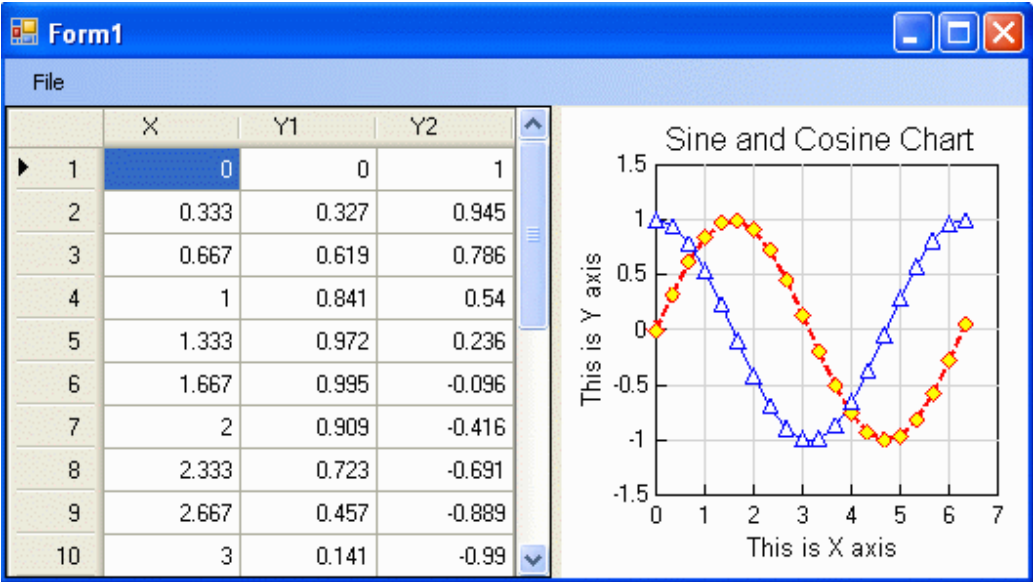 Form1
File
X Y1 Y2
1 0 0 1
2 0.333 0.327 0.945
3 0.667 0.619 0.786
4 1 0.841 0.54
5 1.333 0.972 0.236
6 1.667 0.995 -0.096
7 2 0.909 -0.416
8 2.333 0.723 -0.691
9 2.667 0.457 -0.889
10 3 0.141 -0.99
Sine and Cosine Chart
This is Y axis
1.5
1
0.5
0
-0.5
-1
-1.5
0 1 2 3 4 5 6 7
This is X axis